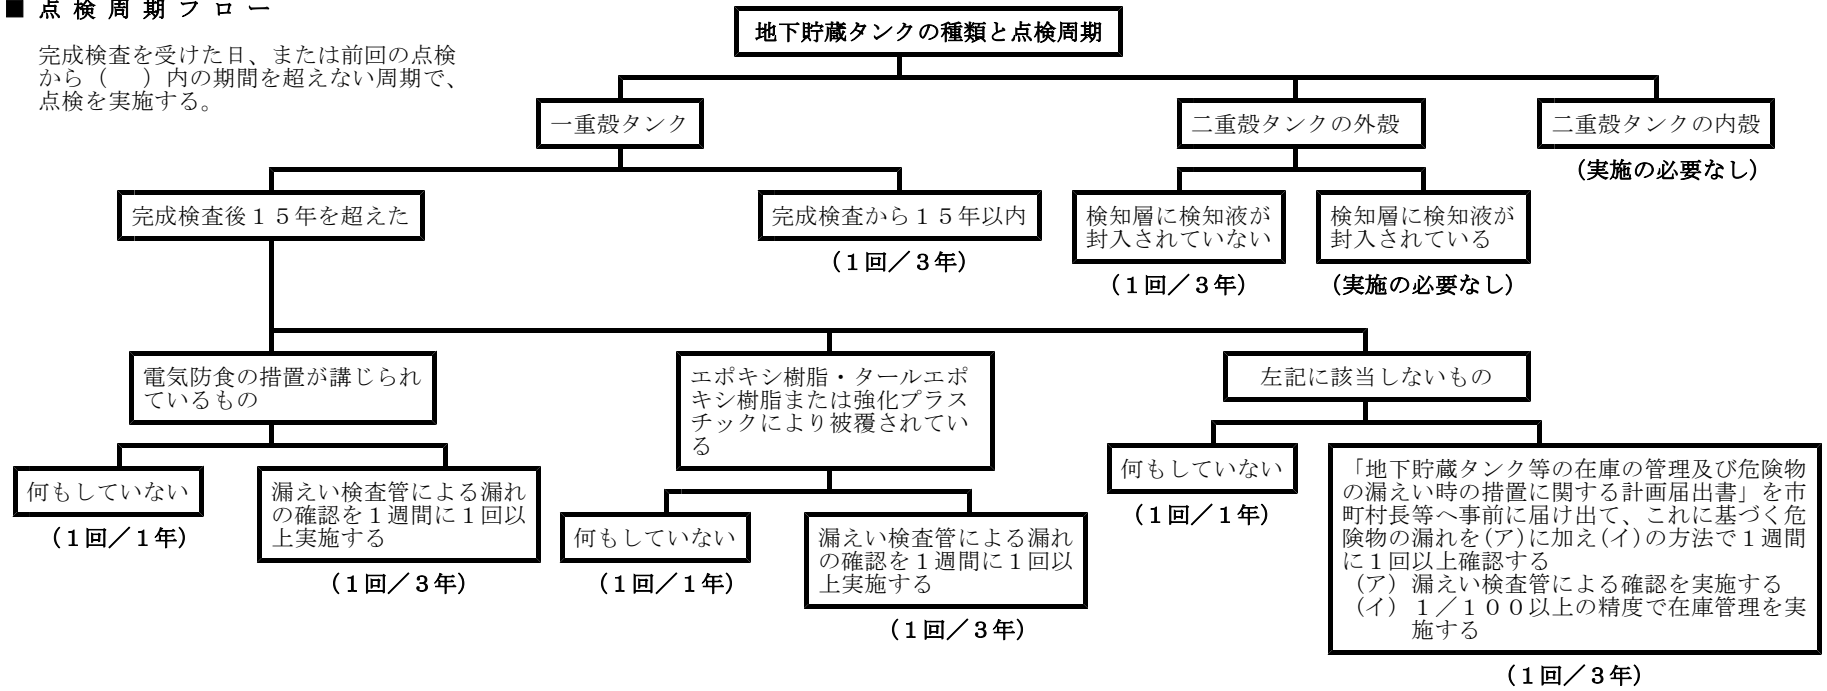 ■ 点検周期フロー
完成検査を受けた日、または前回の点検
から（　）内の期間を超えない周期で、
点検を実施する。
地下貯蔵タンクの種類と点検周期
一重殻タンク
二重殻タンクの外殻
二重殻タンクの内殻
（実施の必要なし）
完成検査後１５年を超えた
完成検査から１５年以内
（１回／３年）
検知層に検知液が
封入されていない
（１回／３年）
検知層に検知液が
封入されている
（実施の必要なし）
電気防食の措置が講じられ
ているもの
エポキシ樹脂・タールエポ
キシ樹脂または強化プラス
チックにより被覆されてい
る
左記に該当しないもの
何もしていない
（１回／１年）
漏えい検査管による漏れ
の確認を１週間に１回以
上実施する
（１回／３年）
何もしていない
（１回／１年）
漏えい検査管による漏れ
の確認を１週間に１回以
上実施する
（１回／３年）
何もしていない
（１回／１年）
「地下貯蔵タンク等の在庫の管理及び危険物
の漏えい時の措置に関する計画届出書」を市
町村長等へ事前に届け出て、これに基づく危
険物の漏れを(ア)に加え(イ)の方法で１週間
に１回以上確認する
（ア）漏えい検査管による確認を実施する
（イ）１／１００以上の精度で在庫管理を実
施する
（１回／３年）